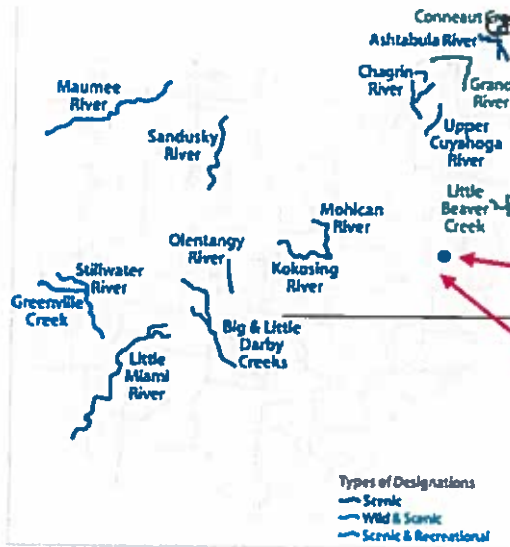 Conneaut
Ashtabula River
Chagrin
River
Grand
River
Maumee
River
Sandusky
River
Upper
Cuyahoga
River
Little
Beaver
Creek
Mohican
River
Olentangy
River
Kokosing
River
Stillwater
River
Greenville
Creek
Big & Little
Darby
Creeks
Little
Miami
River
Types of Designations
Scenic
Wild & Scenic
Scenic & Recreational